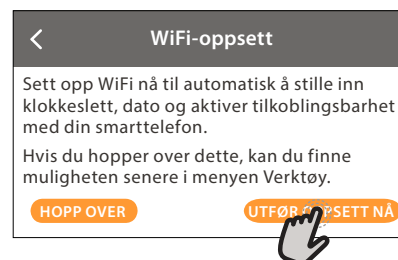 WiFi-oppsett
Sett opp WiFi nå til automatisk å stille inn
klokkeslett, dato og aktiver tilkoblingsbarhet
med din smarttelefon.
Hvis du hopper over dette, kan du finne
muligheten senere i menyen Verktøy.
HOPP OVER
UTFØR OPPSETT NÅ